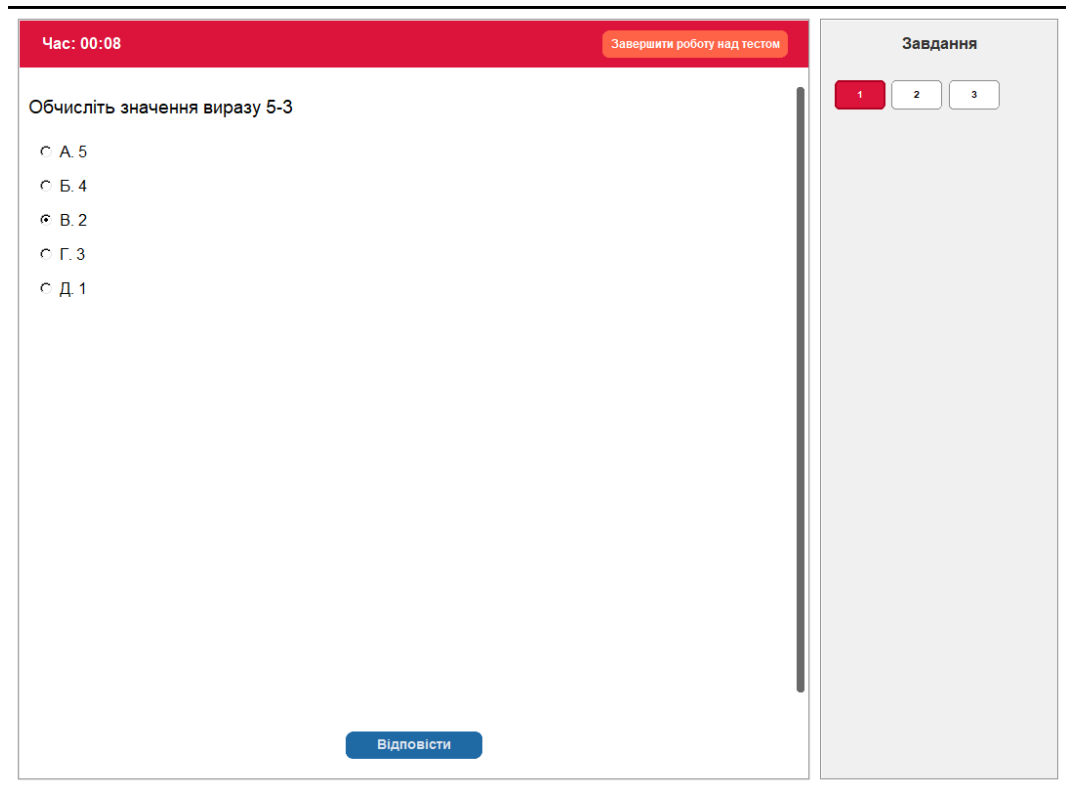 Час: 00:08
Завершити роботу над тестом
Обчисліть значення виразу 5-3
А. 5
Б. 4
В. 2
Г. 3
Д. 1
Відповісти
Завдання
1 2 3